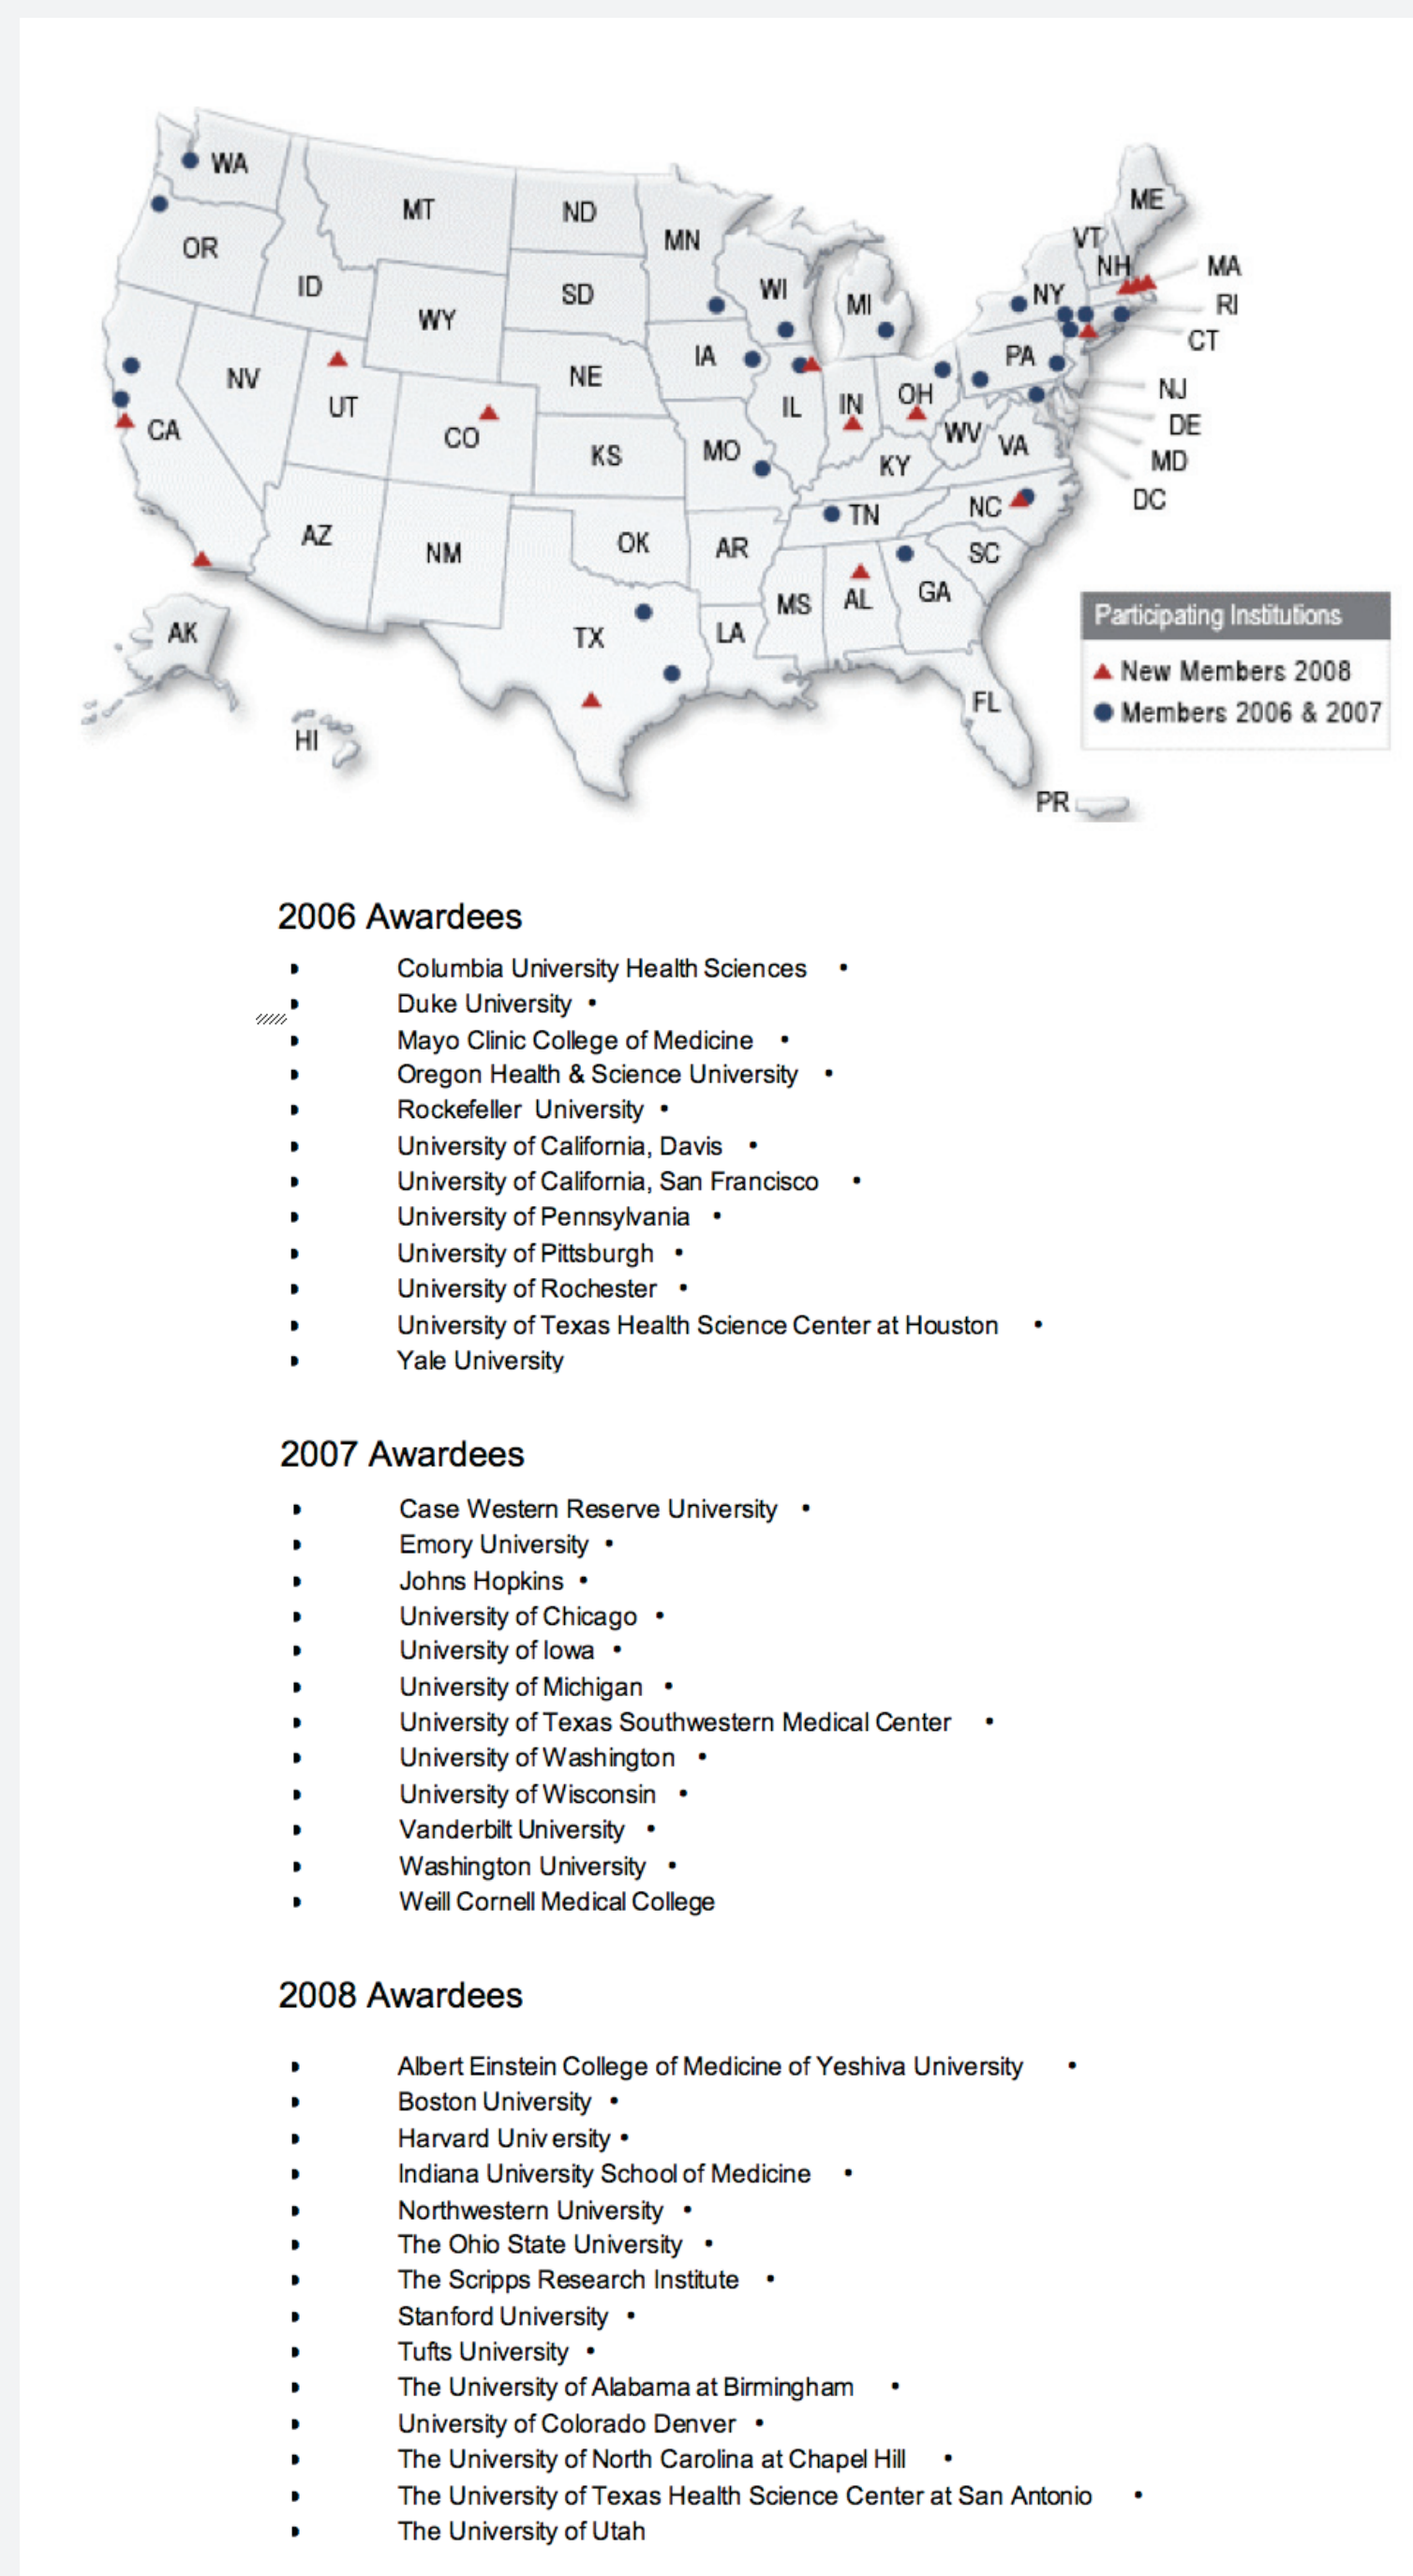 WA
ME
MT
ND
VT
OR
MN
NH
MA
ID
SD
WI
MI
NY
RI
WY
CT
IA
PA
NV
NE
NJ
UT
OH
IL
IN
DE
CA
CO
WV
VA
KS
MO
KY
MD
DC
NC
TN
AZ
OK
AR
SC
NM
GA
MS
AL
Participating Institutions
AK
TX
LA
New Members 2008
FL
Members 2006 & 2007
HI
PR
2006 Awardees
◗ Columbia University Health Sciences •
◗ Duke University •
◗ Mayo Clinic College of Medicine •
◗ Oregon Health & Science University •
◗ Rockefeller University •
◗ University of California, Davis •
◗ University of California, San Francisco •
◗ University of Pennsylvania •
◗ University of Pittsburgh •
◗ University of Rochester •
◗ University of Texas Health Science Center at Houston •
◗ Yale University
2007 Awardees
◗ Case Western Reserve University •
◗ Emory University •
◗ Johns Hopkins •
◗ University of Chicago •
◗ University of Iowa •
◗ University of Michigan •
◗ University of Texas Southwestern Medical Center •
◗ University of Washington •
◗ University of Wisconsin •
◗ Vanderbilt University •
◗ Washington University •
◗ Weill Cornell Medical College
2008 Awardees
◗ Albert Einstein College of Medicine of Yeshiva University •
◗ Boston University •
◗ Harvard University •
◗ Indiana University School of Medicine •
◗ Northwestern University •
◗ The Ohio State University •
◗ The Scripps Research Institute •
◗ Stanford University •
◗ Tufts University •
◗ The University of Alabama at Birmingham •
◗ University of Colorado Denver •
◗ The University of North Carolina at Chapel Hill •
◗ The University of Texas Health Science Center at San Antonio •
◗ The University of Utah